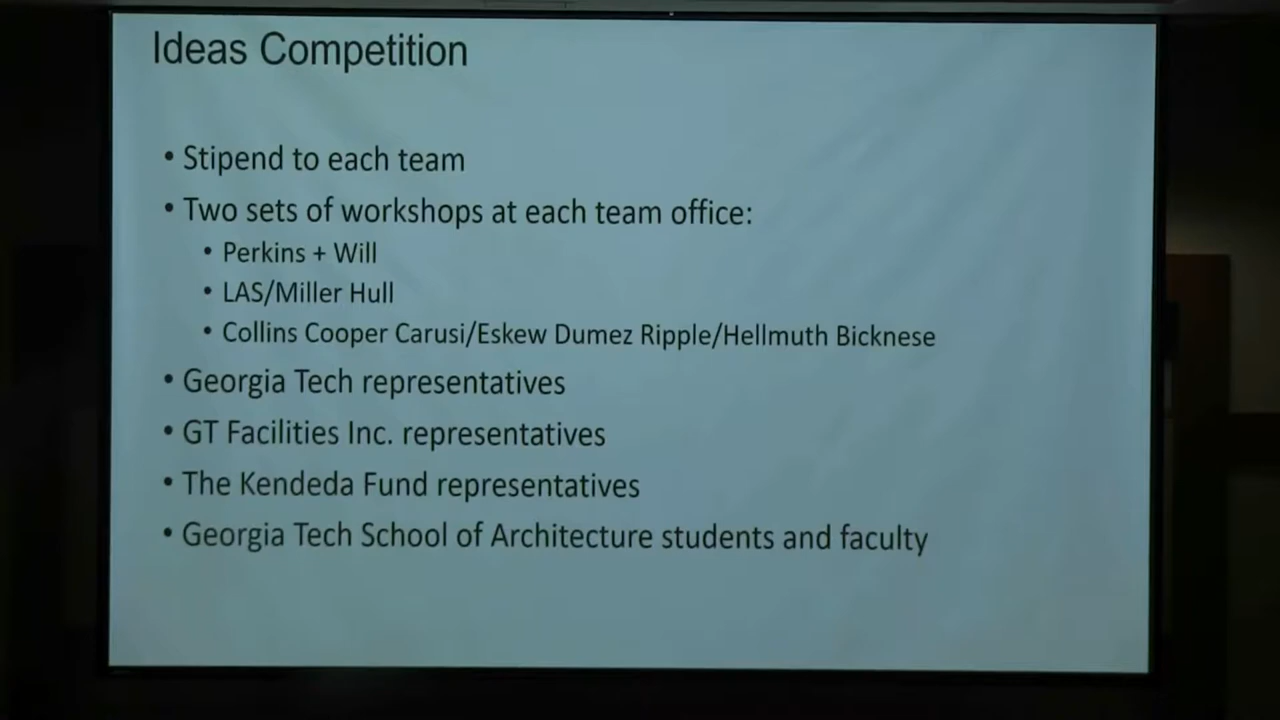 Ideas Competition
• Stipend to each team
• Two sets of workshops at each team office:
• Perkins + Will
• LAS/Miller Hull
• Collins Cooper Carusi/Eskew Dumez Ripple/Hellmuth Bicknese
• Georgia Tech representatives
• GT Facilities Inc. representatives
• The Kendeda Fund representatives
• Georgia Tech School of Architecture students and faculty